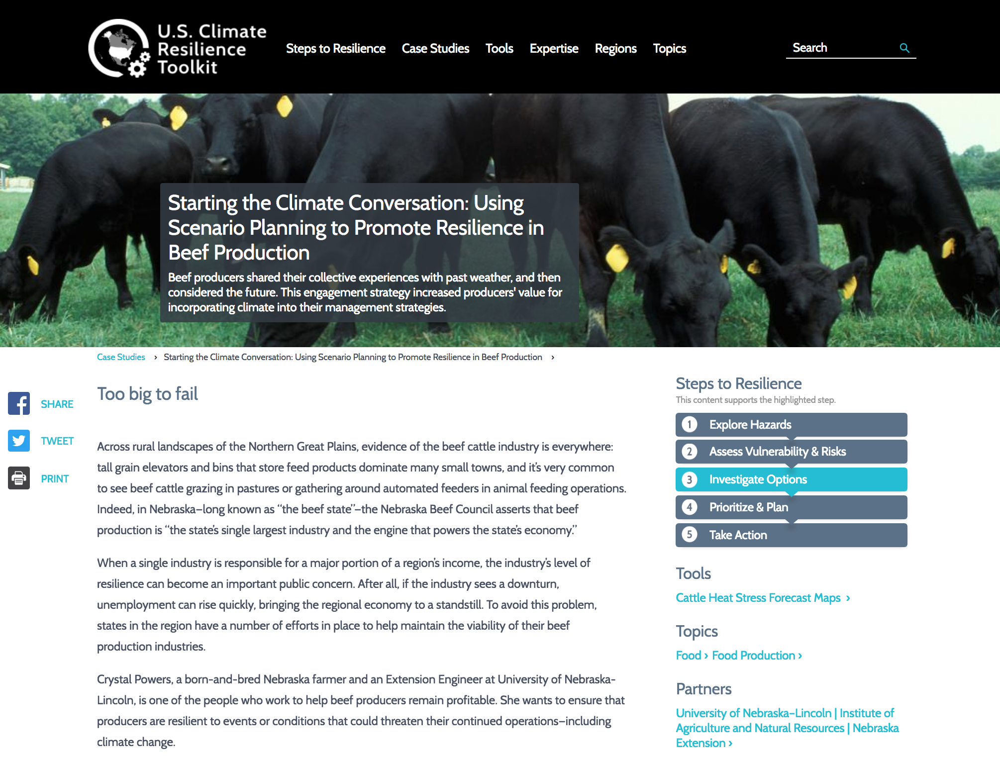 U.S. Climate
Resilience
Toolkit
Steps to Resilience
Case Studies
Tools
Expertise
Regions
Topics
Search
Starting the Climate Conversation: Using
Scenario Planning to Promote Resilience in
Beef Production
Beef producers shared their collective experiences with past weather, and then
considered the future. This engagement strategy increased producers' value for
incorporating climate into their management strategies.
Case Studies › Starting the Climate Conversation: Using Scenario Planning to Promote Resilience in Beef Production ›
SHARE
TWEET
PRINT
Too big to fail
Across rural landscapes of the Northern Great Plains, evidence of the beef cattle industry is everywhere:
tall grain elevators and bins that store feed products dominate many small towns, and it’s very common
to see beef cattle grazing in pastures or gathering around automated feeders in animal feeding operations.
Indeed, in Nebraska—long known as “the beef state”—the Nebraska Beef Council asserts that beef
production is “the state’s single largest industry and the engine that powers the state’s economy.”
When a single industry is responsible for a major portion of a region’s income, the industry’s level of
resilience can become an important public concern. After all, if the industry sees a downturn,
unemployment can rise quickly, bringing the regional economy to a standstill. To avoid this problem,
states in the region have a number of efforts in place to help maintain the viability of their beef
production industries.
Crystal Powers, a born-and-bred Nebraska farmer and an Extension Engineer at University of Nebraska-
Lincoln, is one of the people who work to help beef producers remain profitable. She wants to ensure that
producers are resilient to events or conditions that could threaten their continued operations—including
climate change.
Steps to Resilience
This content supports the highlighted step.
1 Explore Hazards
2 Assess Vulnerability & Risks
3 Investigate Options
4 Prioritize & Plan
5 Take Action
Tools
Cattle Heat Stress Forecast Maps ›
Topics
Food › Food Production ›
Partners
University of Nebraska–Lincoln | Institute of
Agriculture and Natural Resources | Nebraska
Extension ›